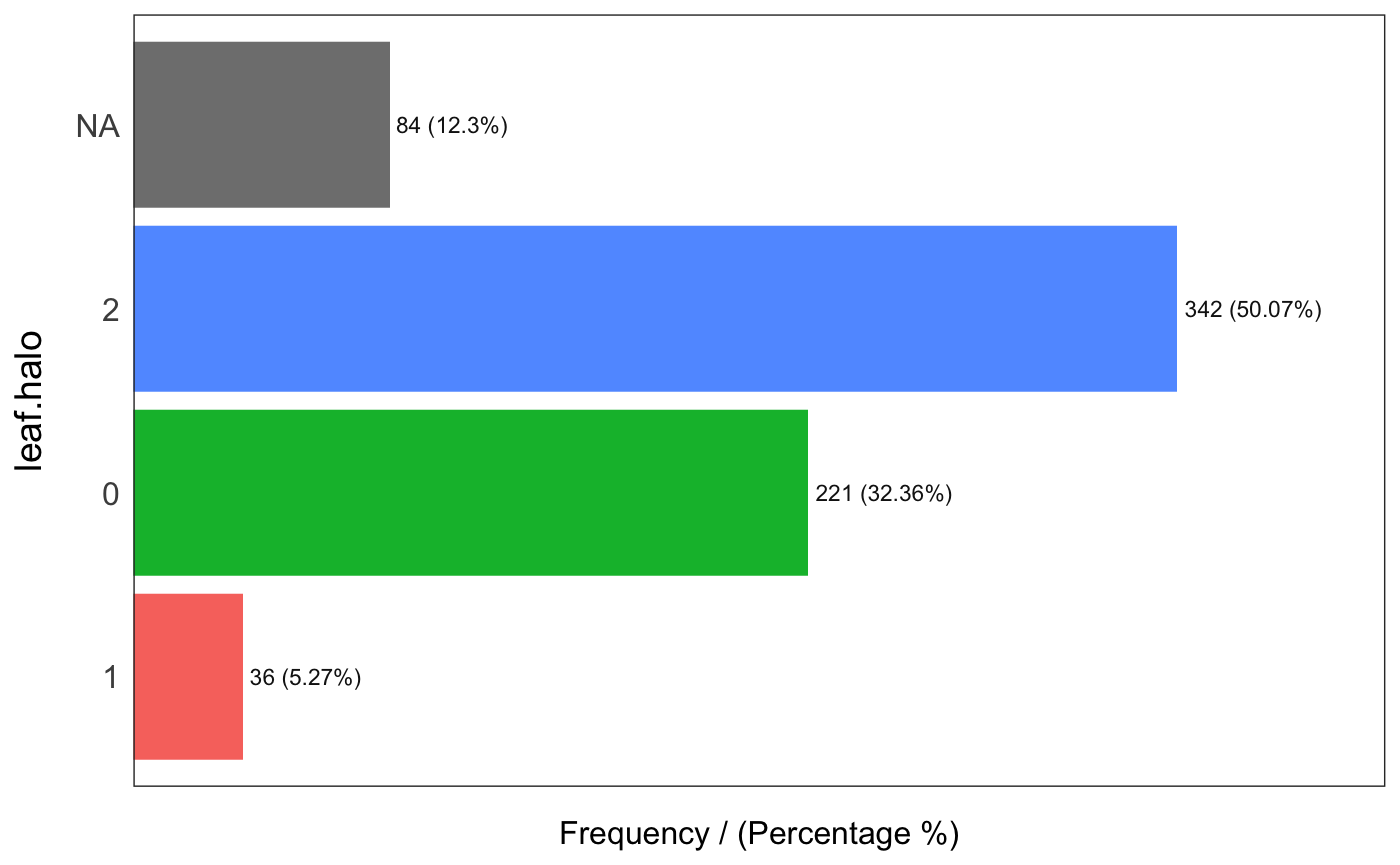 NA
84 (12.3%)
2
342 (50.07%)
leaf.halo
0
221 (32.36%)
1
36 (5.27%)
Frequency / (Percentage %)